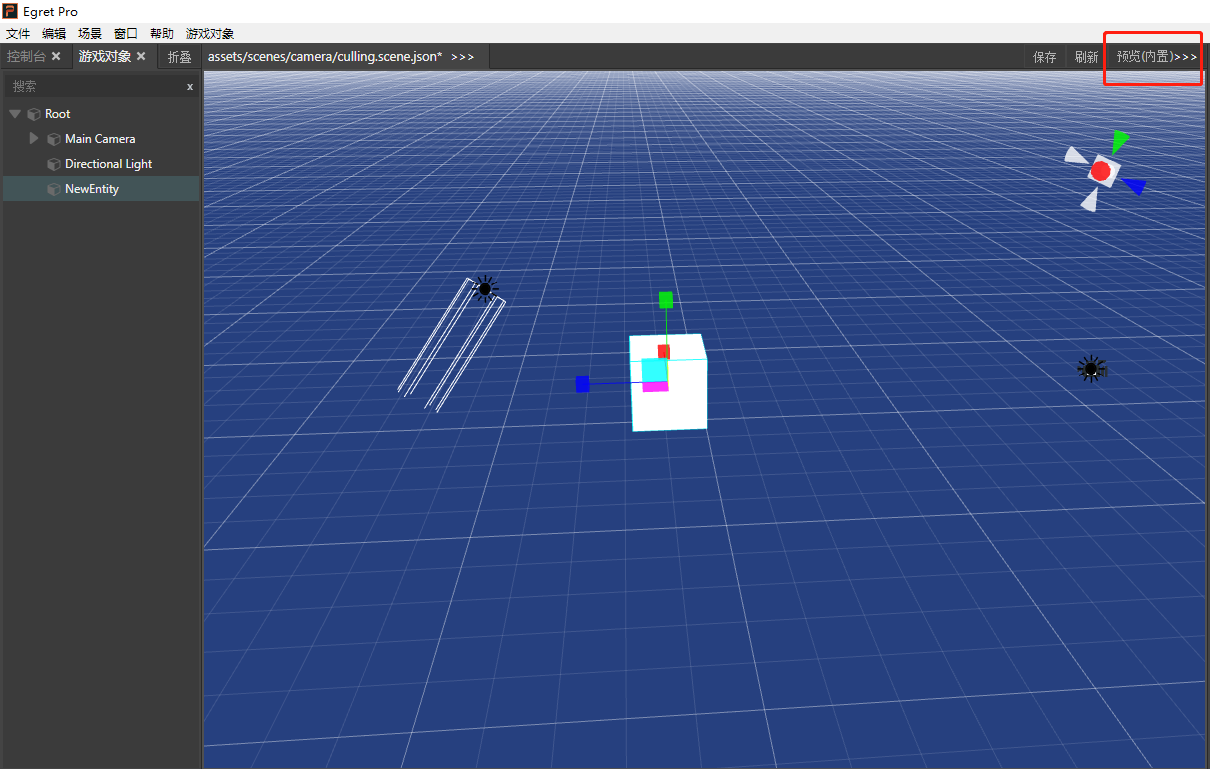 Egret Pro
文件 编辑 场景 窗口 帮助 游戏对象
控制台 × 游戏对象 × 折叠 assets/scenes/camera/culling.scene.json* >>> 保存 刷新 预览(内置)>>>
搜索 x
Root
Main Camera
Directional Light
NewEntity